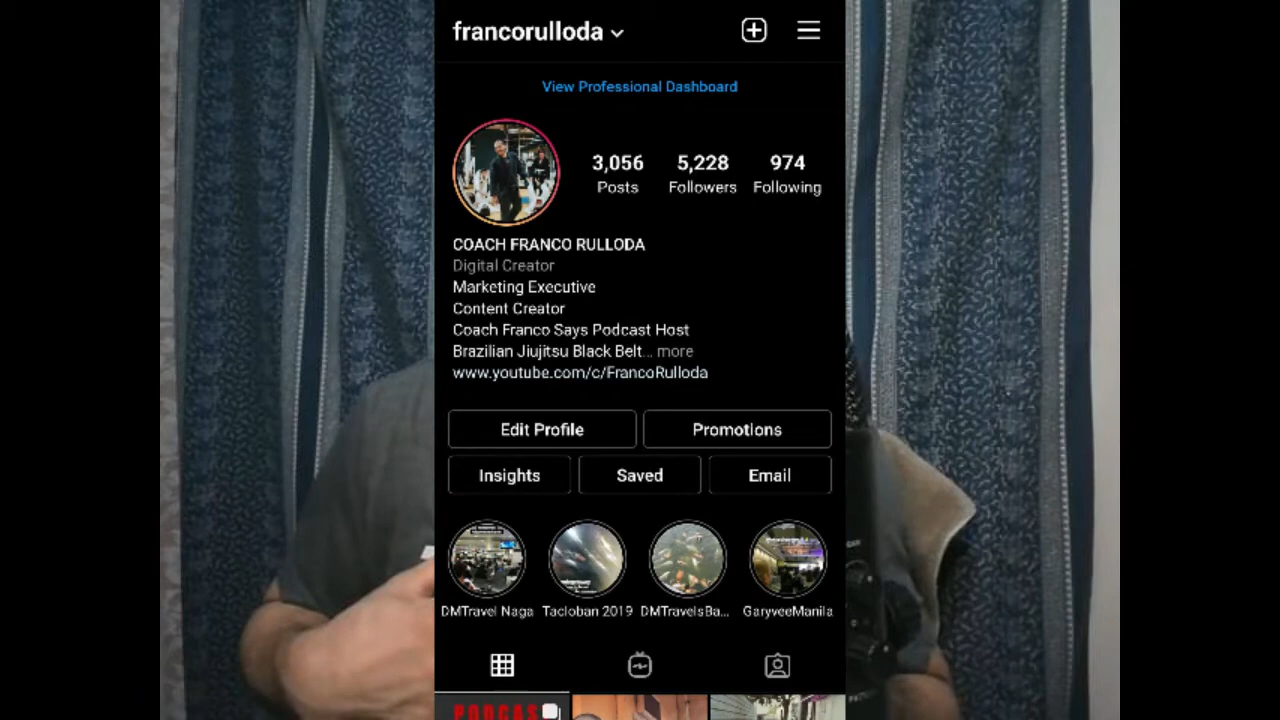 francorulloda
View Professional Dashboard
3,056 5,228 974
Posts Followers Following
COACH FRANCO RULLODA
Digital Creator
Marketing Executive
Content Creator
Coach Franco Says Podcast Host
Brazilian Jiujitsu Black Belt... more
www.youtube.com/c/FrancoRulloda
Edit Profile Promotions
Insights Saved Email
DMTravel Naga Tacloban 2019 DMTravelsBa... GaryveeManila
PODCAS